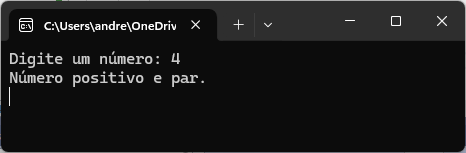 C:\Users\andre\OneDriv
Digite um número: 4
Número positivo e par.